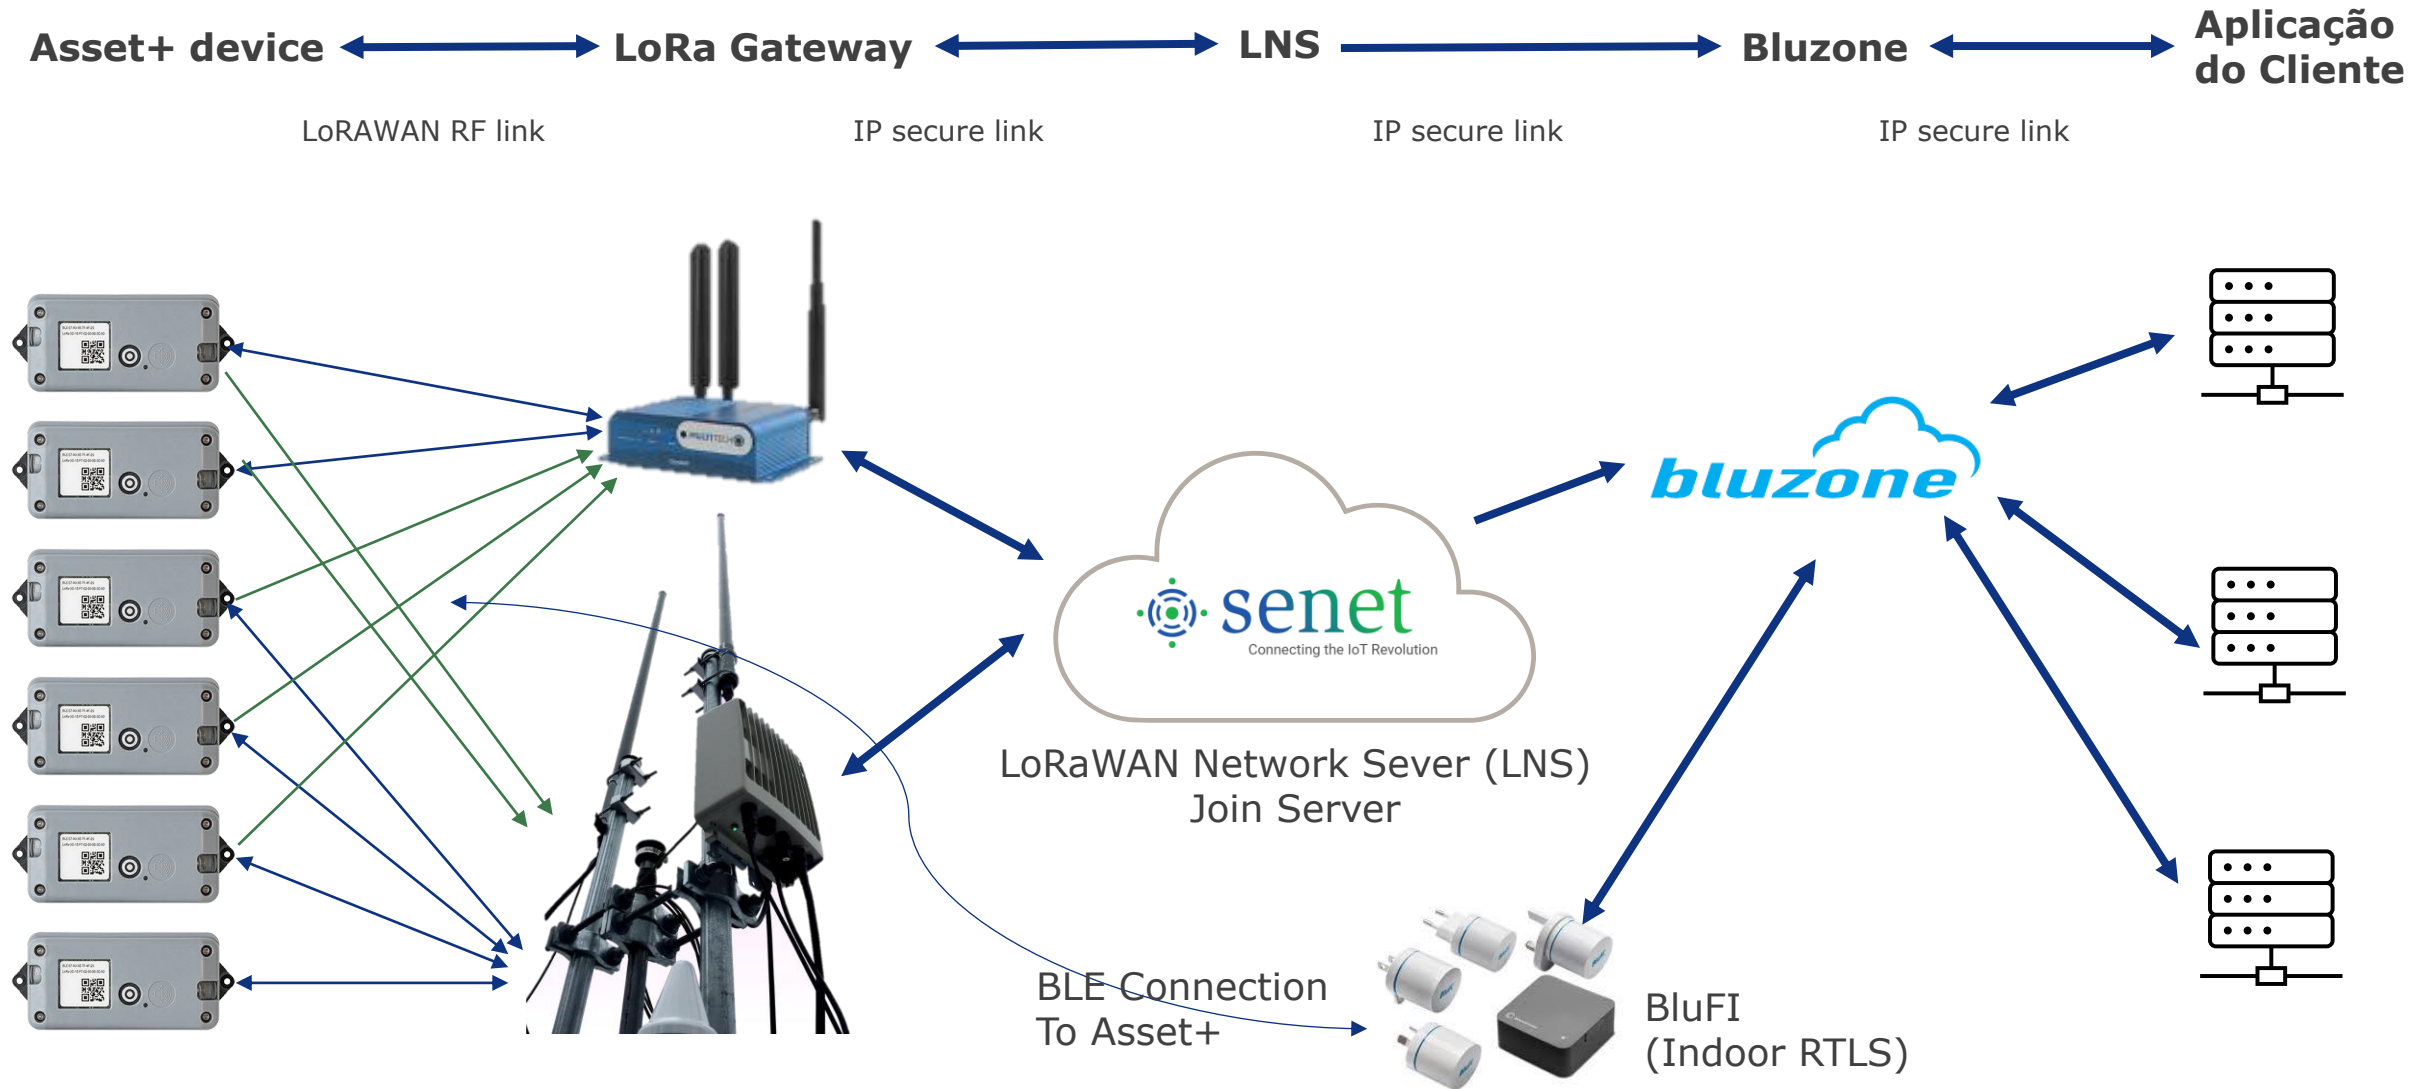 Asset+ device
LoRa Gateway
LNS
Bluzone
Aplicação
do Cliente
LoRAWAN RF link
IP secure link
IP secure link
IP secure link
MULTITECH
bluzone
senet
Connecting the IoT Revolution
LoRaWAN Network Sever (LNS)
Join Server
BLE Connection
To Asset+
BluFI
(Indoor RTLS)